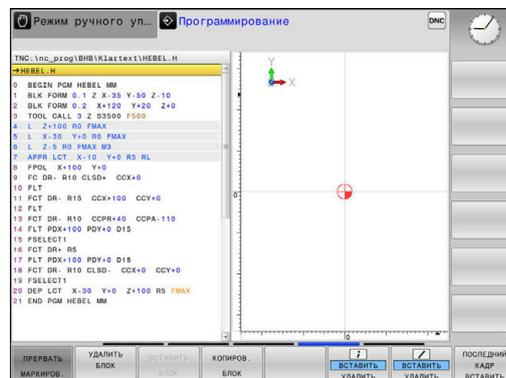 Режим ручного уп…
Программирование
DNC
TNC:\nc_prog\BHB\Klartext\HEBEL.H
→HEBEL.H
0 BEGIN PGM HEBEL MM
1 BLK FORM 0.1 Z X-35 Y-50 Z-10
2 BLK FORM 0.2 X+120 Y+20 Z+0
3 TOOL CALL 3 Z S3500 F500
4 L Z+100 R0 FMAX
5 L X-30 Y+0 R0 FMAX
6 L Z-5 R0 FMAX M3
7 APPR LCT X-10 Y+0 R5 RL
8 FPOL X+100 Y+0
9 FC DR- R10 CLSD+ CCX+0
10 FLT
11 FCT DR- R15 CCX+100 CCY+0
12 FLT
13 FCT DR- R10 CCPR+40 CCPA-110
14 FLT PDX+100 PDY+0 D15
15 FSELECT1
16 FCT DR+ R5
17 FLT PDX+100 PDY+0 D15
18 FCT DR- R10 CLSD- CCX+0 CCY+0
19 FSELECT1
20 DEP LCT X-30 Y+0 Z+100 R5 FMAX
21 END PGM HEBEL MM
Y
X
0
0
ПРЕРВАТЬ
МАРКИРОВ.
УДАЛИТЬ
БЛОК
ВСТАВИТЬ
БЛОК
КОПИРОВ.
БЛОК
ВСТАВИТЬ
УДАЛИТЬ
ВСТАВИТЬ
УДАЛИТЬ
ПОСЛЕДНИЙ
КАДР
ВСТАВИТЬ